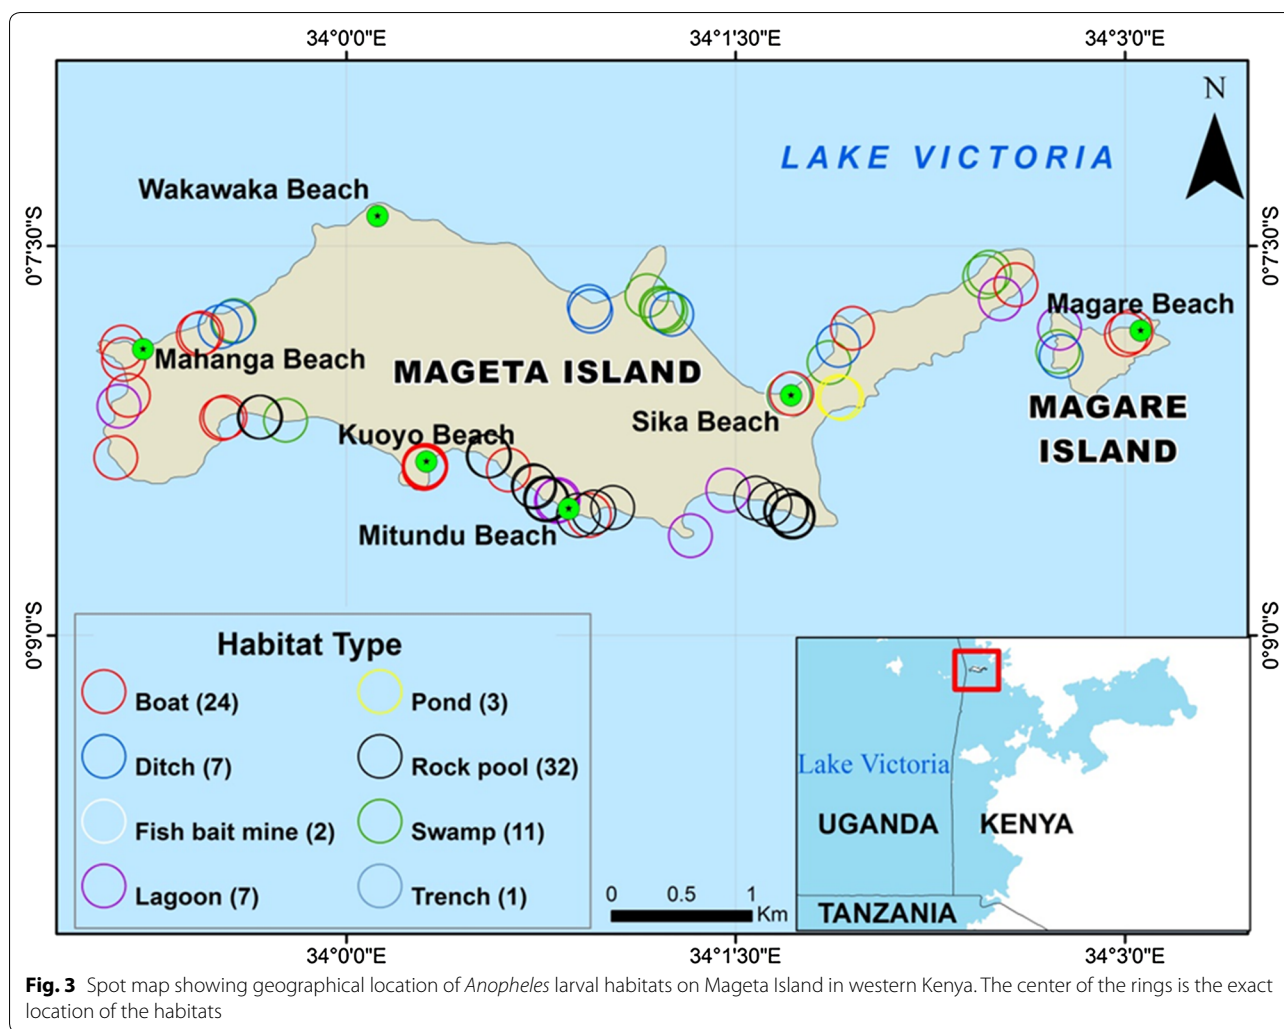 34°0'0"E 34°1'30"E 34°3'0"E
N
LAKE VICTORIA
Wakawaka Beach
0°7'30"S 0°7'30"S
Magare Beach
Mahanga Beach
MAGETA ISLAND
MAGARE
ISLAND
Sika Beach
Kuoyo Beach
Mitundu Beach
0°9'0"S 0°9'0"S
Habitat Type
Boat (24) Pond (3)
Ditch (7) Rock pool (32)
Fish bait mine (2) Swamp (11)
Lagoon (7) Trench (1)
0 0.5 1
Km
Lake Victoria
UGANDA KENYA
TANZANIA
34°0'0"E 34°1'30"E 34°3'0"E
Fig. 3 Spot map showing geographical location of Anopheles larval habitats on Mageta Island in western Kenya. The center of the rings is the exact
location of the habitats